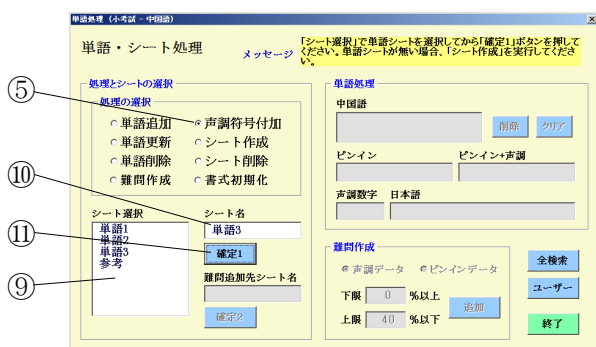 単語処理 (小考試 - 中国語)
単語・シート処理
メッセージ
「シート選択」で単語シートを選択してから「確定1」ボタンを押して
ください。単語シートが無い場合、「シート作成」を実行してくださ
い。
処理とシートの選択
処理の選択
⑤
単語追加
声調符号付加
単語更新
シート作成
単語削除
シート削除
難問作成
書式初期化
⑩
シート選択
シート名
単語1
単語2
単語3
参考
単語3
⑪
確定1
⑨
難問追加先シート名
確定2
単語処理
中国語
削除
クリア
ピンイン
ピンイン+声調
声調数字
日本語
難問作成
声調データ
ピンインデータ
下限
0
%以上
上限
40
%以下
追加
全検索
ユーザー
終了